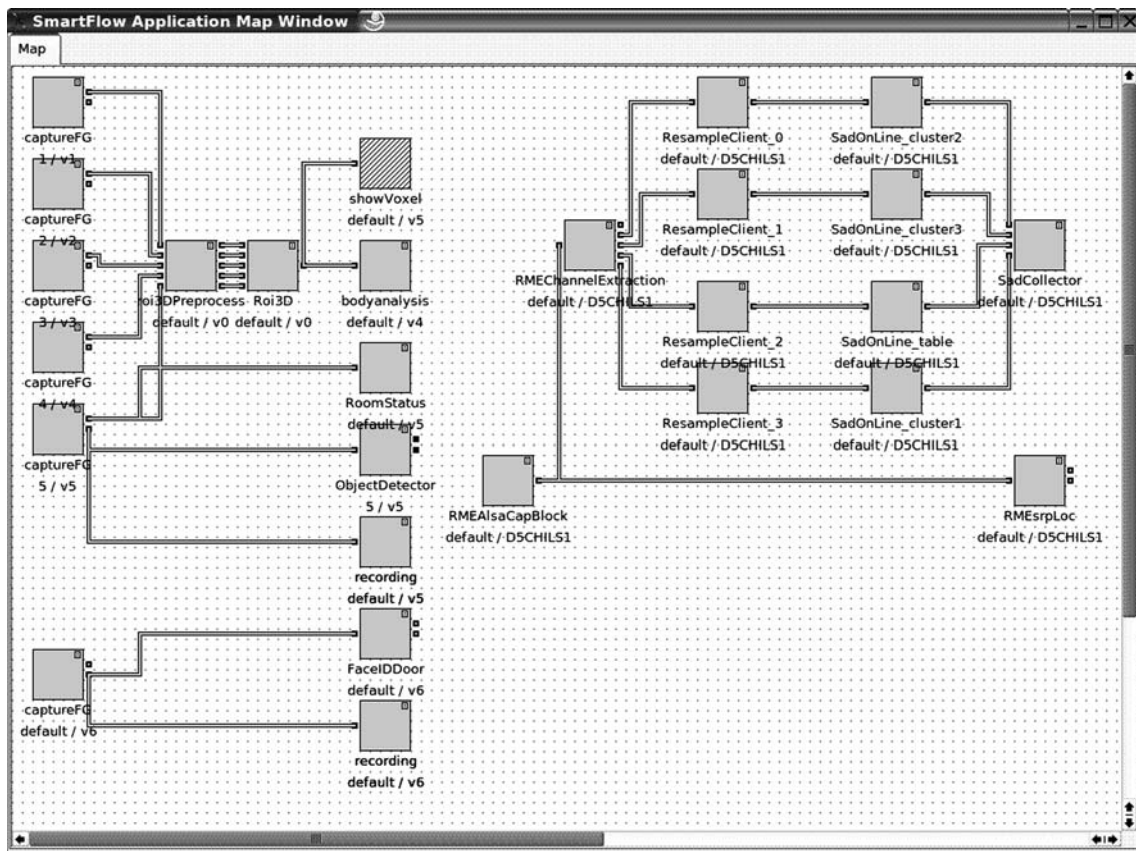 SmartFlow Application Map Window
Map
captureFG
1 / v1
captureFG
2 / v2
captureFG
3 / v3
captureFG
4 / v4
captureFG
5 / v5
captureFG
default / v6
roi3DPreprocess
default / v0
Roi3D
default / v0
showVoxel
default / v5
bodyanalysis
default / v4
RoomStatus
default / v5
ObjectDetector
5 / v5
recording
default / v5
FaceIDDoor
default / v6
recording
default / v6
RMEChannelExtraction
default / D5CHILS1
RMEAlsaCapBlock
default / D5CHILS1
ResampleClient_0
default / D5CHILS1
ResampleClient_1
default / D5CHILS1
ResampleClient_2
default / D5CHILS1
ResampleClient_3
default / D5CHILS1
SadOnLine_cluster2
default / D5CHILS1
SadOnLine_cluster3
default / D5CHILS1
SadOnLine_table
default / D5CHILS1
SadOnLine_cluster1
default / D5CHILS1
SadCollector
default / D5CHILS1
RMEsrpLoc
default / D5CHILS1